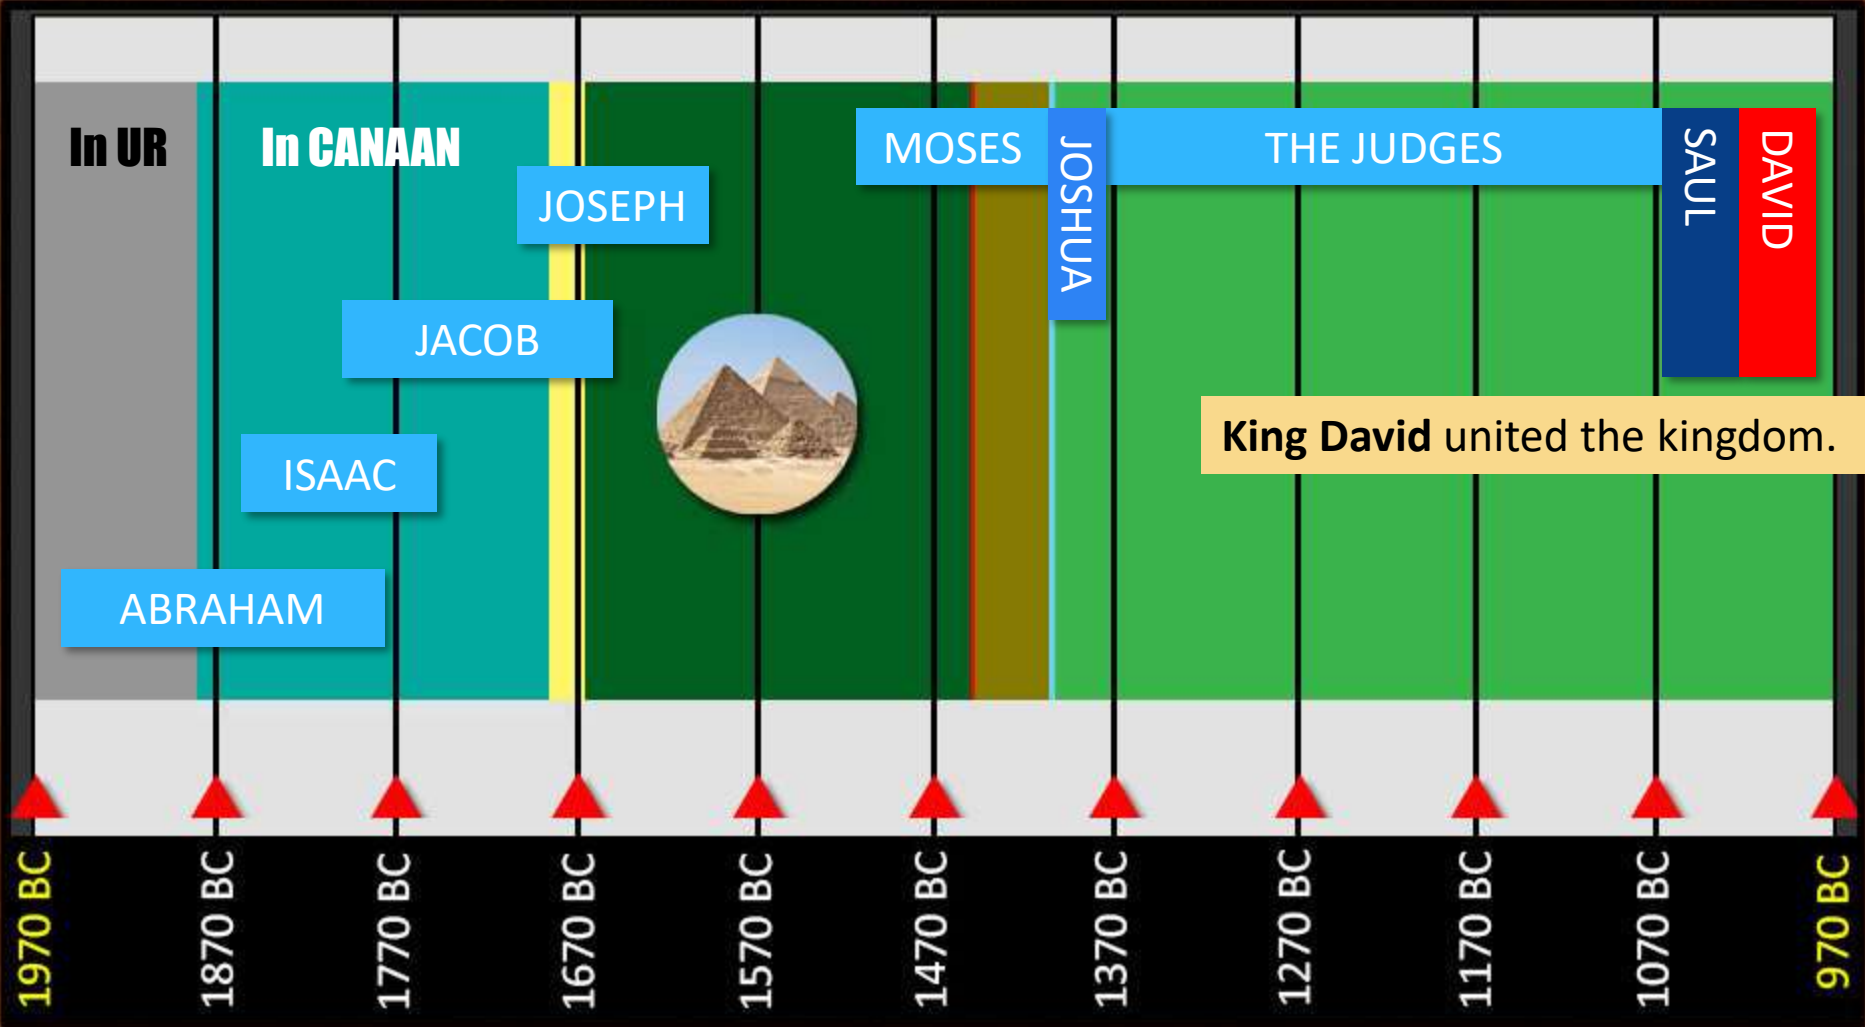 In UR
In CANAAN
MOSES
JOSHUA
THE JUDGES
SAUL
DAVID
JOSEPH
JACOB
King David united the kingdom.
ISAAC
ABRAHAM
1970 BC
1870 BC
1770 BC
1670 BC
1570 BC
1470 BC
1370 BC
1270 BC
1170 BC
1070 BC
970 BC